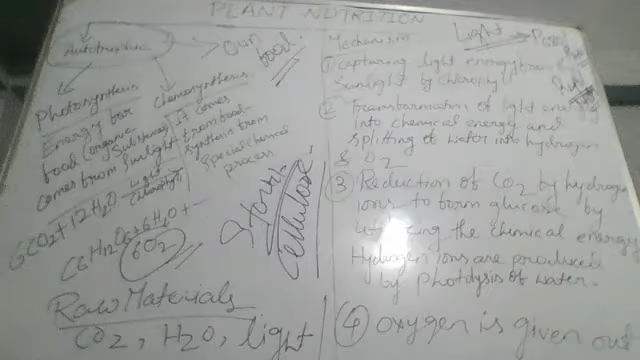 PLANT NUTRITION
Autotrophic
Own
food
Photosynthesis
Energy for
food (organic
substances)
comes from sunlight
Chemosynthesis
It comes
from food
synthesis from
special chemical
process
6CO2 + 12H2O Light
Chlorophyll
C6H12O6 + 6H2O +
6O2
Starch
Cellulose
Raw Materials
CO2, H2O, light
Mechanism
Light
① Capturing light energy from
Sunlight by chlorophyll
② Transformation of light energy
into chemical energy and
splitting of water into hydrogen
& O2
③ Reduction of CO2 by hydrogen
ions to form glucose by
utilizing the chemical energy
Hydrogen ions are produced
by photolysis of water.
④ oxygen is given out